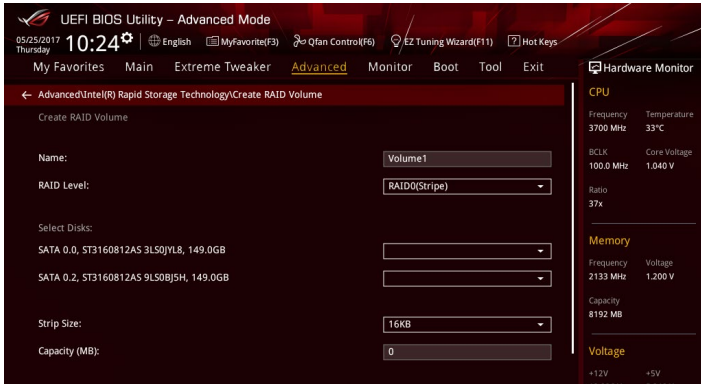 UEFI BIOS Utility – Advanced Mode
05/25/2017 Thursday 10:24 English MyFavorite(F3) Qfan Control(F6) EZ Tuning Wizard(F11) ? Hot Keys
My Favorites Main Extreme Tweaker Advanced Monitor Boot Tool Exit
Hardware Monitor
← Advanced\Intel(R) Rapid Storage Technology\Create RAID Volume
Create RAID Volume
Name: Volume1
RAID Level: RAID0(Stripe)
Select Disks:
SATA 0.0, ST3160812AS 3LS0JYL8, 149.0GB
SATA 0.2, ST3160812AS 9LS0BJ5H, 149.0GB
Strip Size: 16KB
Capacity (MB): 0
CPU
Frequency Temperature
3700 MHz 33°C
BCLK Core Voltage
100.0 MHz 1.040 V
Ratio
37x
Memory
Frequency Voltage
2133 MHz 1.200 V
Capacity
8192 MB
Voltage
+12V +5V